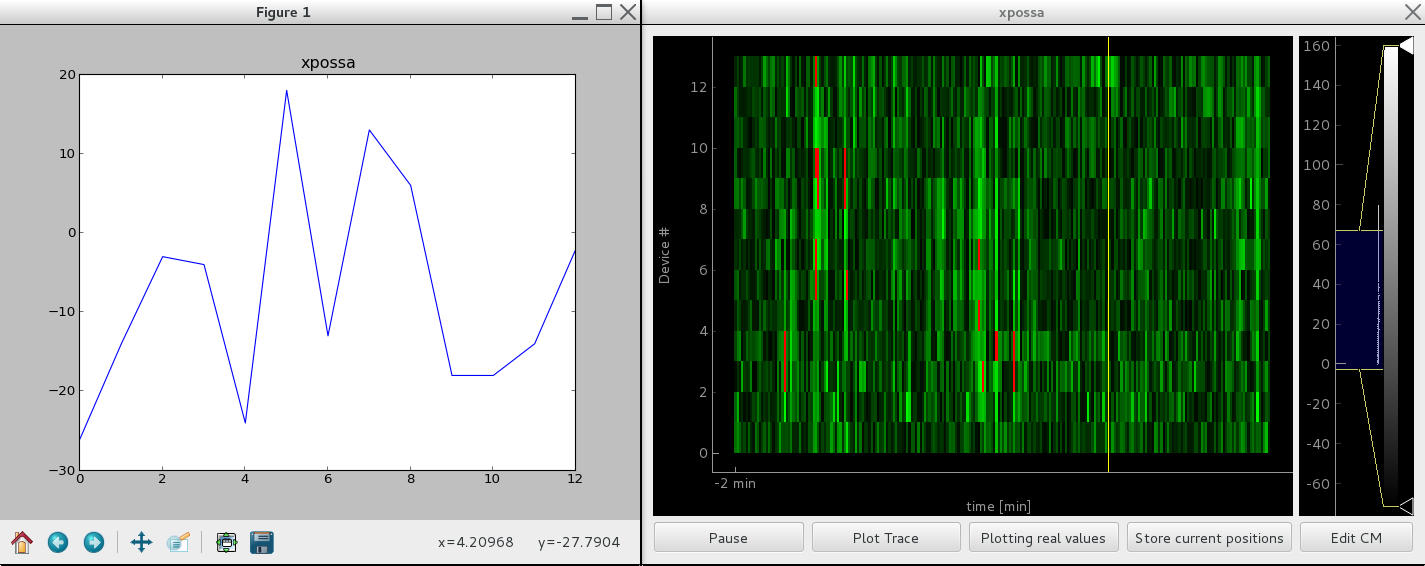 Figure 1
xpossa
20
10
0
−10
−20
−30
0 2 4 6 8 10 12
x=4.20968 y=-27.7904
xpossa
12
10
8
6
4
2
0
Device #
-2 min
time [min]
160
140
120
100
80
60
40
20
0
-20
-40
-60
Pause Plot Trace Plotting real values Store current positions Edit CM